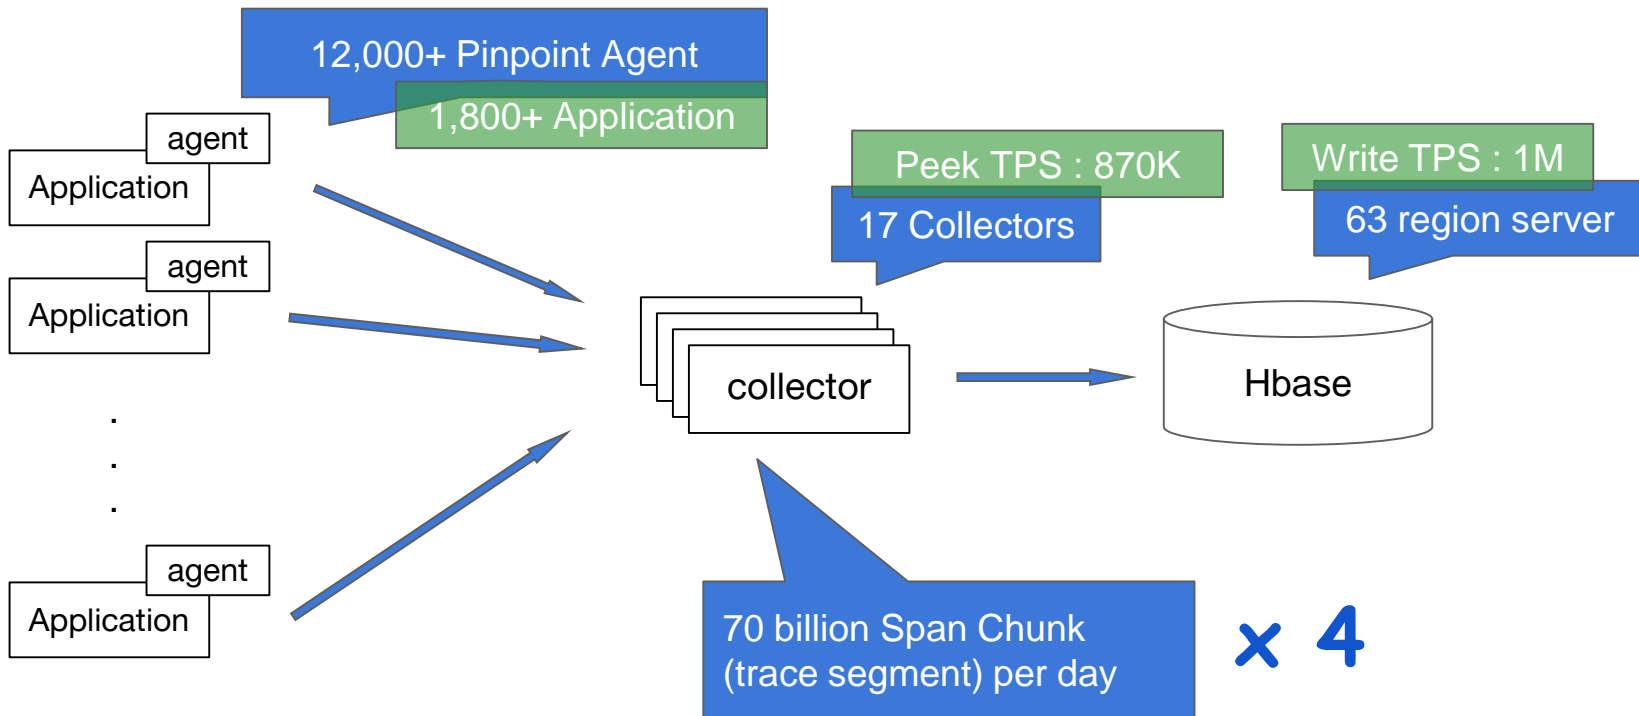 12,000+ Pinpoint Agent
1,800+ Application
agent
Application
agent
Application
.
.
.
agent
Application
Peek TPS : 870K
17 Collectors
Write TPS : 1M
63 region server
collector
Hbase
70 billion Span Chunk
(trace segment) per day
x 4